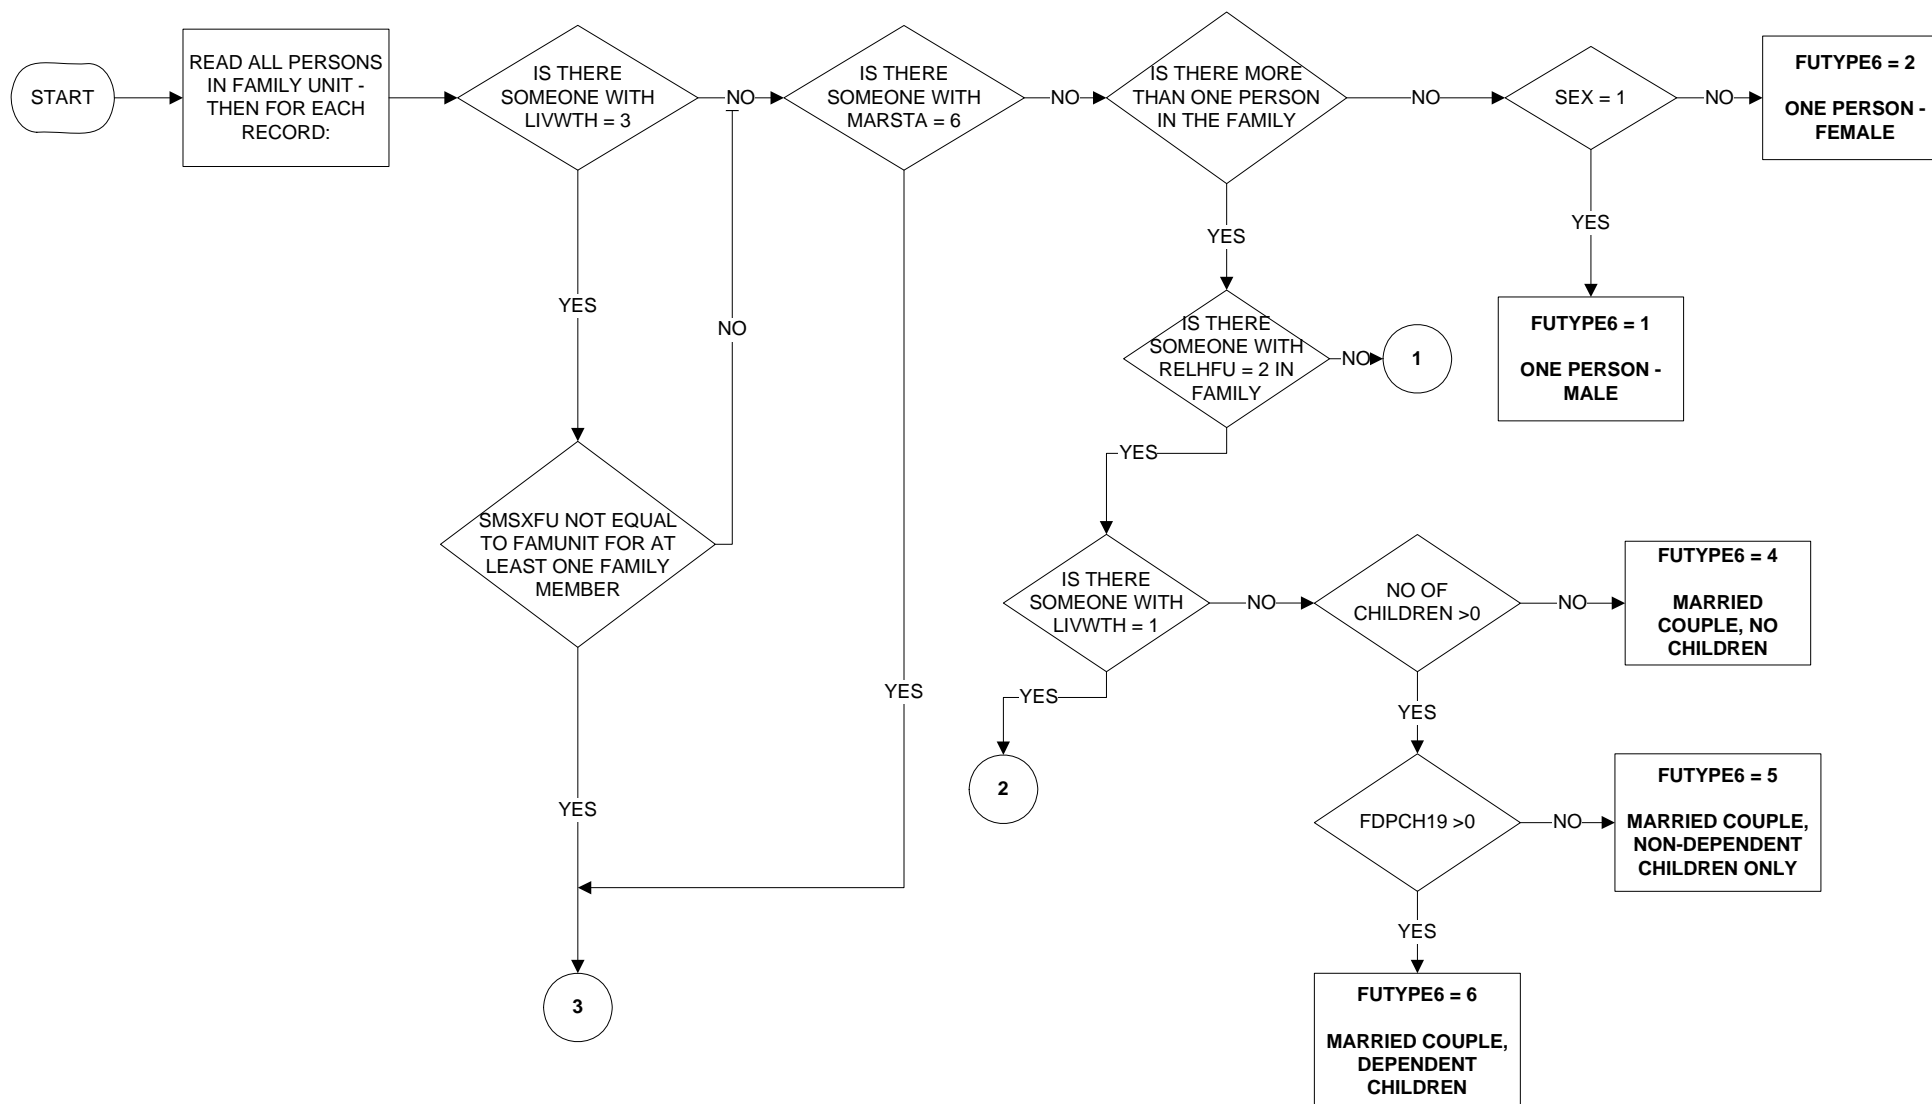 START
READ ALL PERSONS
IN FAMILY UNIT -
THEN FOR EACH
RECORD:
IS THERE
SOMEONE WITH
LIVWTH = 3
NO
IS THERE
SOMEONE WITH
MARSTA = 6
NO
IS THERE MORE
THAN ONE PERSON
IN THE FAMILY
NO
SEX = 1
NO
FUTYPE6 = 2
ONE PERSON -
FEMALE
YES
FUTYPE6 = 1
ONE PERSON -
MALE
YES
IS THERE
SOMEONE WITH
RELHFU = 2 IN
FAMILY
NO
1
YES
YES
NO
SMSXFU NOT EQUAL
TO FAMUNIT FOR AT
LEAST ONE FAMILY
MEMBER
YES
YES
3
IS THERE
SOMEONE WITH
LIVWTH = 1
YES
2
NO
NO OF
CHILDREN >0
NO
FUTYPE6 = 4
MARRIED
COUPLE, NO
CHILDREN
YES
FDPCH19 >0
NO
FUTYPE6 = 5
MARRIED COUPLE,
NON-DEPENDENT
CHILDREN ONLY
YES
FUTYPE6 = 6
MARRIED COUPLE,
DEPENDENT
CHILDREN